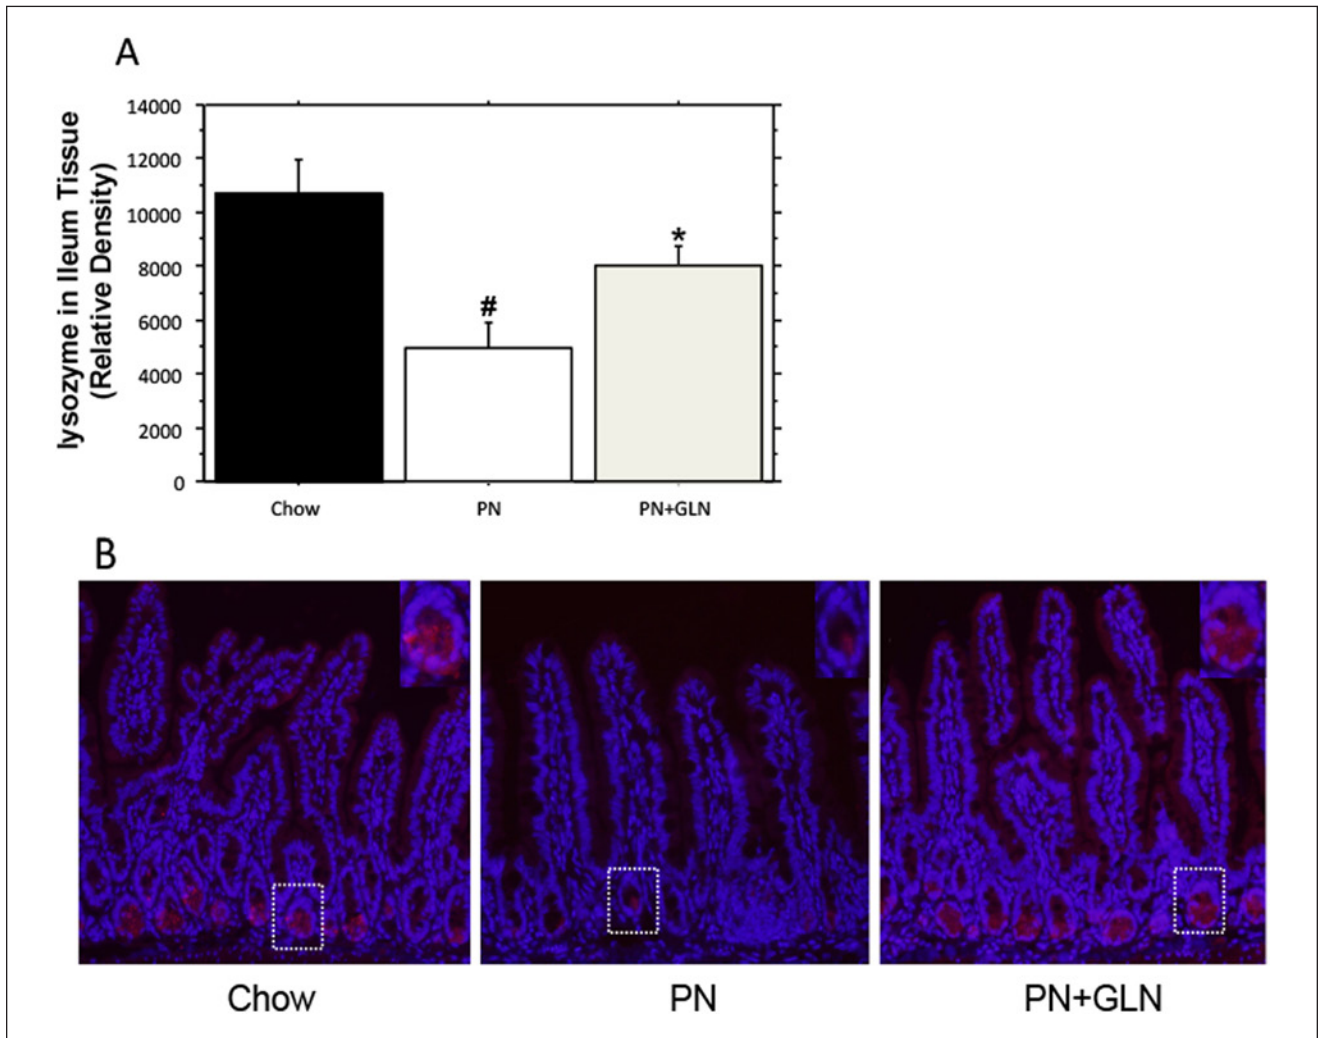 A
lysozyme in Ileum Tissue
(Relative Density)
14000
12000
10000
8000
6000
4000
2000
0
#
*
Chow PN PN+GLN
B
Chow PN PN+GLN